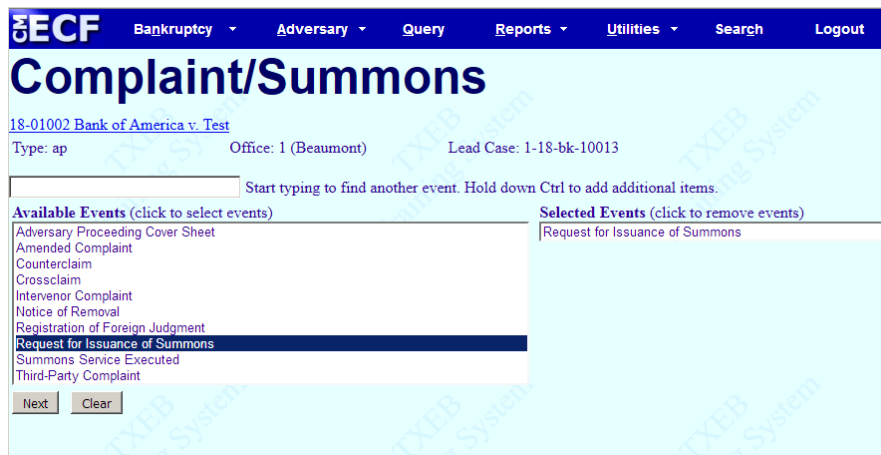 CM ECF Bankruptcy Adversary Query Reports Utilities Search Logout
Complaint/Summons
18-01002 Bank of America v. Test
Type: ap Office: 1 (Beaumont) Lead Case: 1-18-bk-10013
Start typing to find another event. Hold down Ctrl to add additional items.
Available Events (click to select events) Selected Events (click to remove events)
Adversary Proceeding Cover Sheet Request for Issuance of Summons
Amended Complaint
Counterclaim
Crossclaim
Intervenor Complaint
Notice of Removal
Registration of Foreign Judgment
Request for Issuance of Summons
Summons Service Executed
Third-Party Complaint
Next Clear
TXEB
System